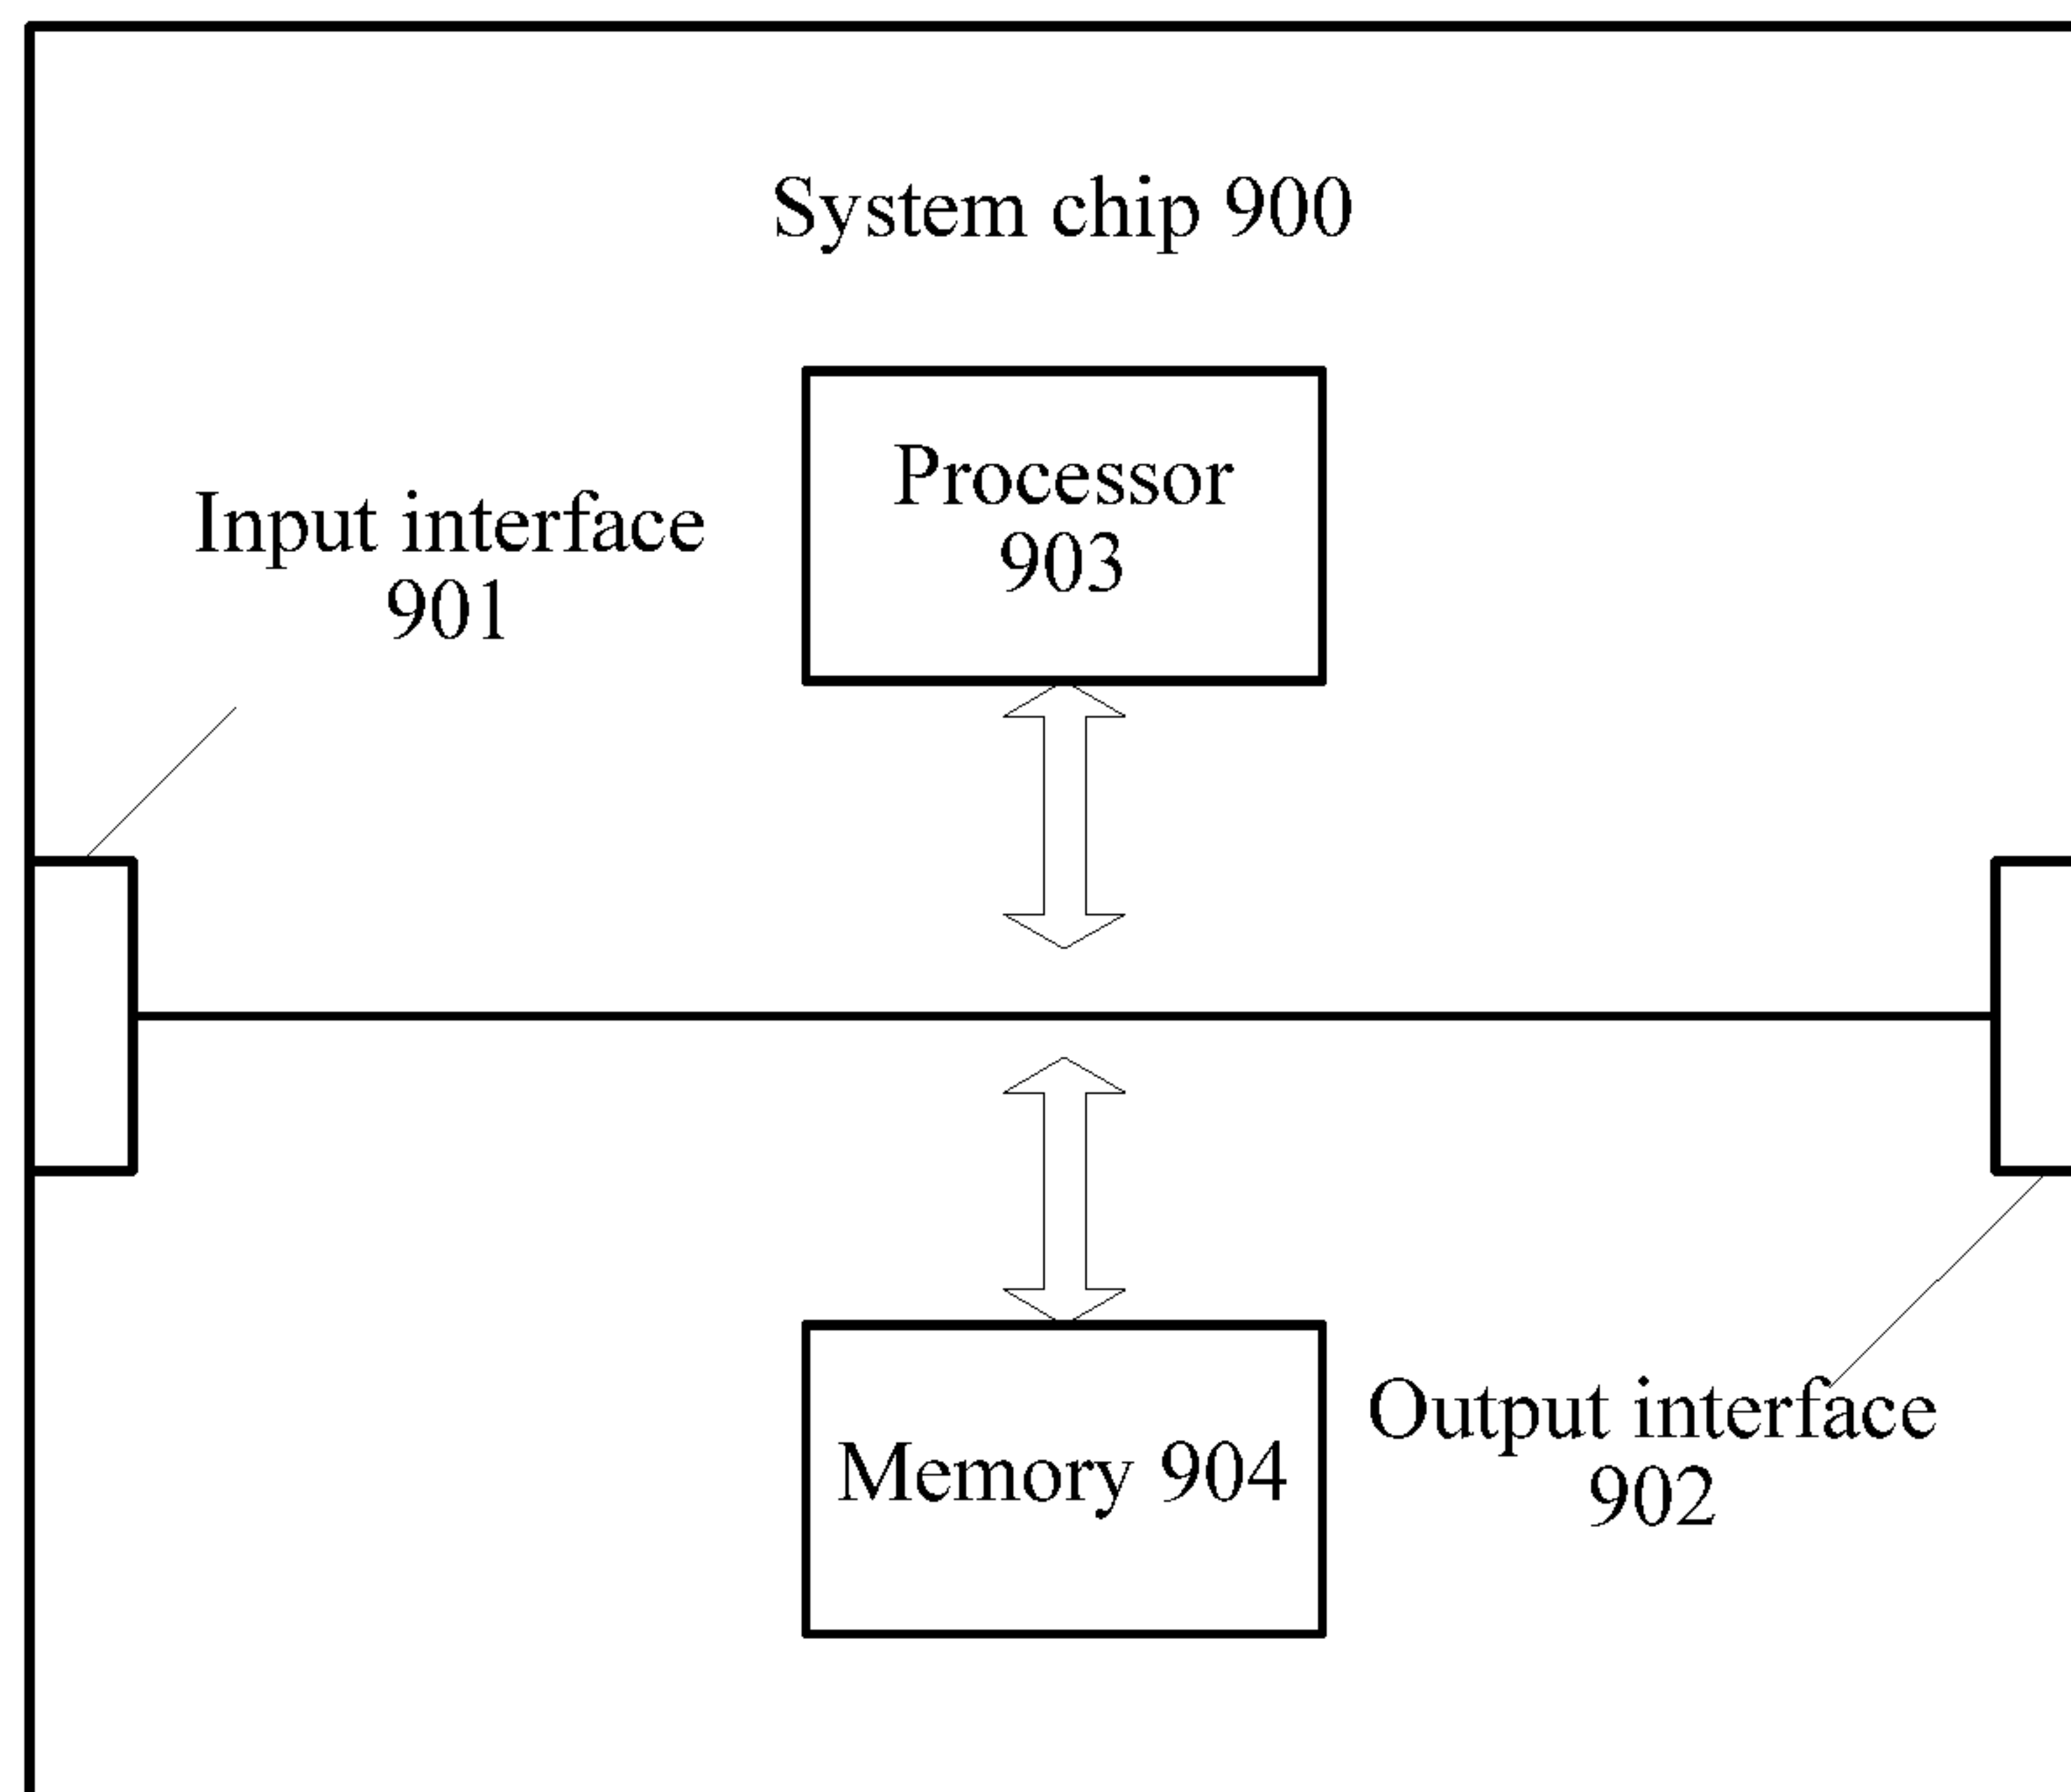 System chip 900
Processor
903
Input interface
901
Memory 904
Output interface
902